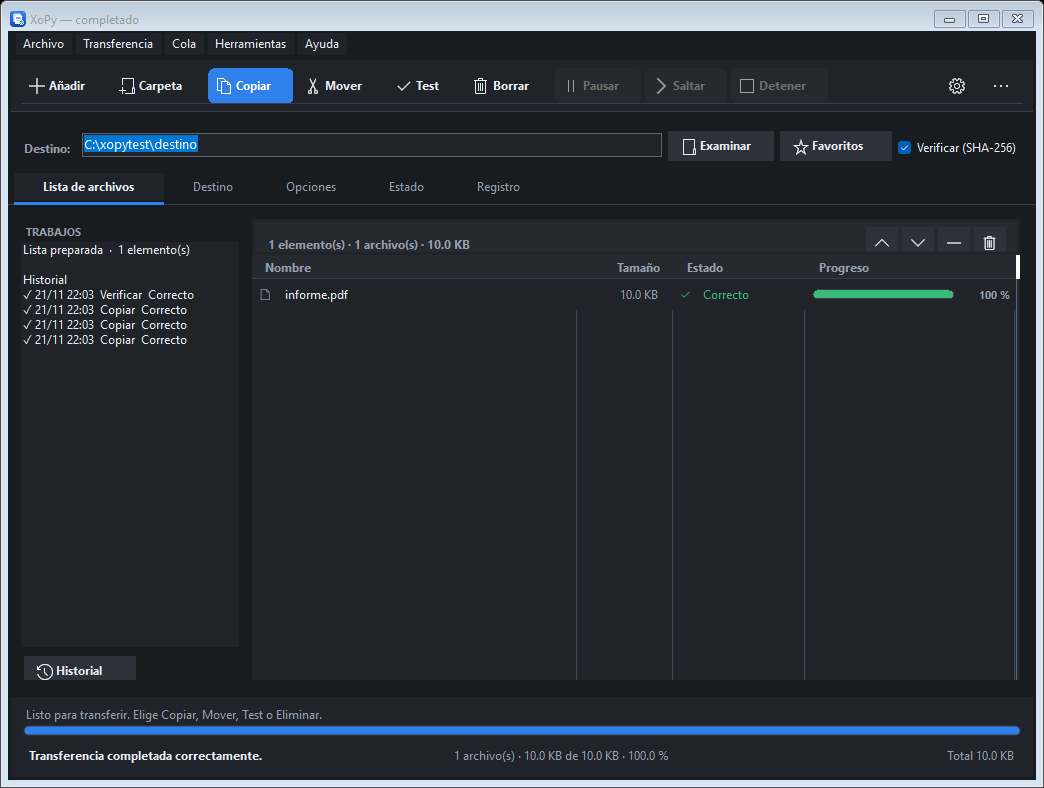 XoPy — completado
Archivo Transferencia Cola Herramientas Ayuda
Añadir Carpeta Copiar Mover Test Borrar Pausar Saltar Detener ...
Destino: C:\xopytest\destino Examinar Favoritos Verificar (SHA-256)
Lista de archivos Destino Opciones Estado Registro
TRABAJOS
Lista preparada · 1 elemento(s)
Historial
✓ 21/11 22:03 Verificar Correcto
✓ 21/11 22:03 Copiar Correcto
✓ 21/11 22:03 Copiar Correcto
✓ 21/11 22:03 Copiar Correcto
Historial
1 elemento(s) · 1 archivo(s) · 10.0 KB
Nombre Tamaño Estado Progreso
informe.pdf 10.0 KB ✓ Correcto 100 %
Listo para transferir. Elige Copiar, Mover, Test o Eliminar.
Transferencia completada correctamente. 1 archivo(s) · 10.0 KB de 10.0 KB · 100.0 % Total 10.0 KB